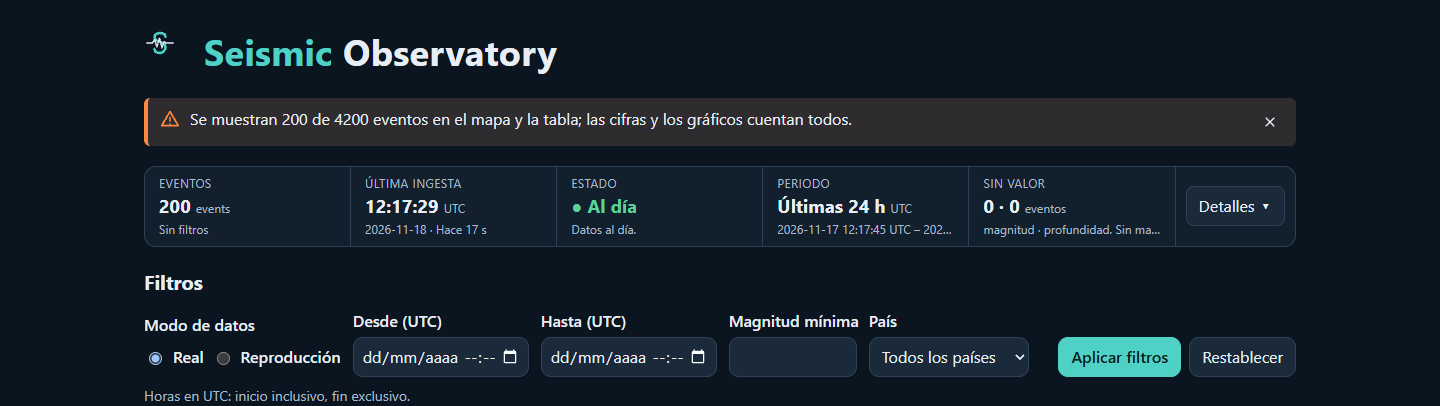 Seismic Observatory
Se muestran 200 de 4200 eventos en el mapa y la tabla; las cifras y los gráficos cuentan todos.
EVENTOS
200 events
Sin filtros
ÚLTIMA INGESTA
12:17:29 UTC
2026-11-18 · Hace 17 s
ESTADO
● Al día
Datos al día.
PERIODO
Últimas 24 h UTC
2026-11-17 12:17:45 UTC – 202...
SIN VALOR
0 · 0 eventos
magnitud · profundidad. Sin ma...
Detalles ▼
Filtros
Modo de datos
Real Reproducción
Desde (UTC)
dd/mm/aaaa --:--
Hasta (UTC)
dd/mm/aaaa --:--
Magnitud mínima
País
Todos los países
Aplicar filtros
Restablecer
Horas en UTC: inicio inclusivo, fin exclusivo.